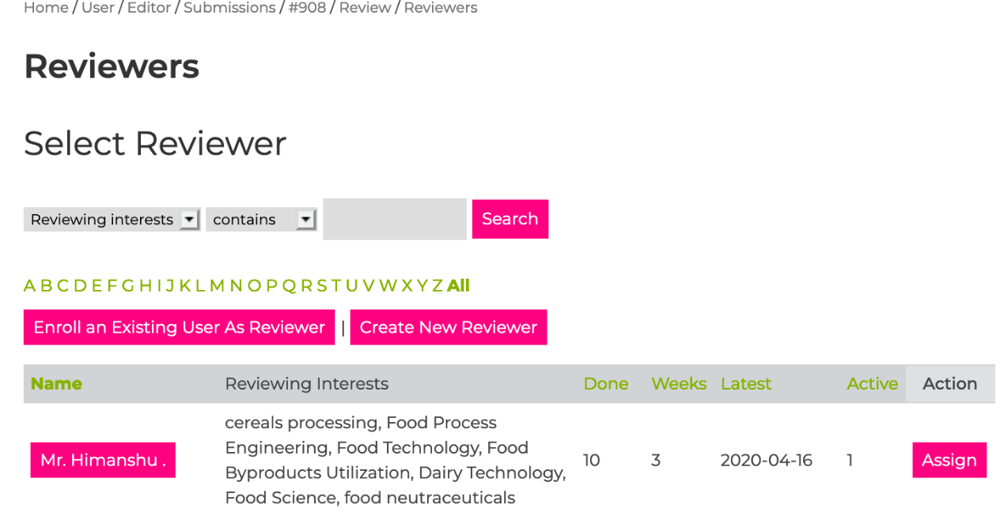 Home / User / Editor / Submissions / #908 / Review / Reviewers
Reviewers
Select Reviewer
Reviewing interests contains Search
A B C D E F G H I J K L M N O P Q R S T U V W X Y Z All
Enroll an Existing User As Reviewer | Create New Reviewer
Name Reviewing Interests Done Weeks Latest Active Action
cereals processing, Food Process
Engineering, Food Technology, Food
Mr. Himanshu . 10 3 2020-04-16 1 Assign
Byproducts Utilization, Dairy Technology,
Food Science, food neutraceuticals